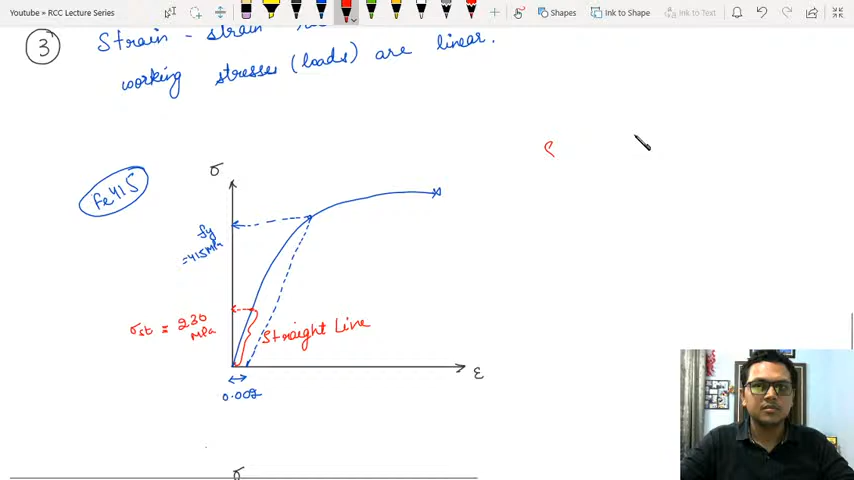 Youtube » RCC Lecture Series
Shapes
Ink to Shape
Ink to Text
3 Strain - strain
working stresses (loads) are linear.
Fe415
σ
fy
=415MPa
σst = 230
MPa
Straight Line
ε
0.002
σ